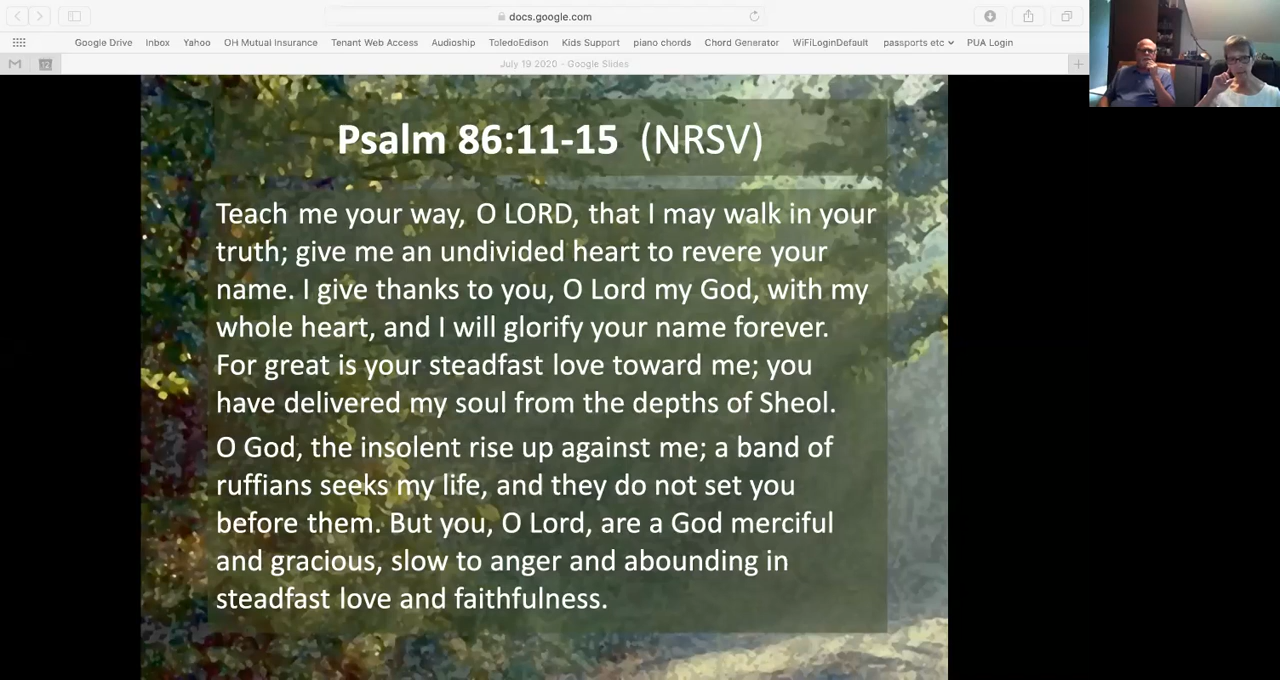 docs.google.com
Google Drive Inbox Yahoo OH Mutual Insurance Tenant Web Access Audioship ToledoEdison Kids Support piano chords Chord Generator WiFiLoginDefault passports etc PUA Login
July 19 2020 - Google Slides
Psalm 86:11-15 (NRSV)
Teach me your way, O LORD, that I may walk in your
truth; give me an undivided heart to revere your
name. I give thanks to you, O Lord my God, with my
whole heart, and I will glorify your name forever.
For great is your steadfast love toward me; you
have delivered my soul from the depths of Sheol.
O God, the insolent rise up against me; a band of
ruffians seeks my life, and they do not set you
before them. But you, O Lord, are a God merciful
and gracious, slow to anger and abounding in
steadfast love and faithfulness.